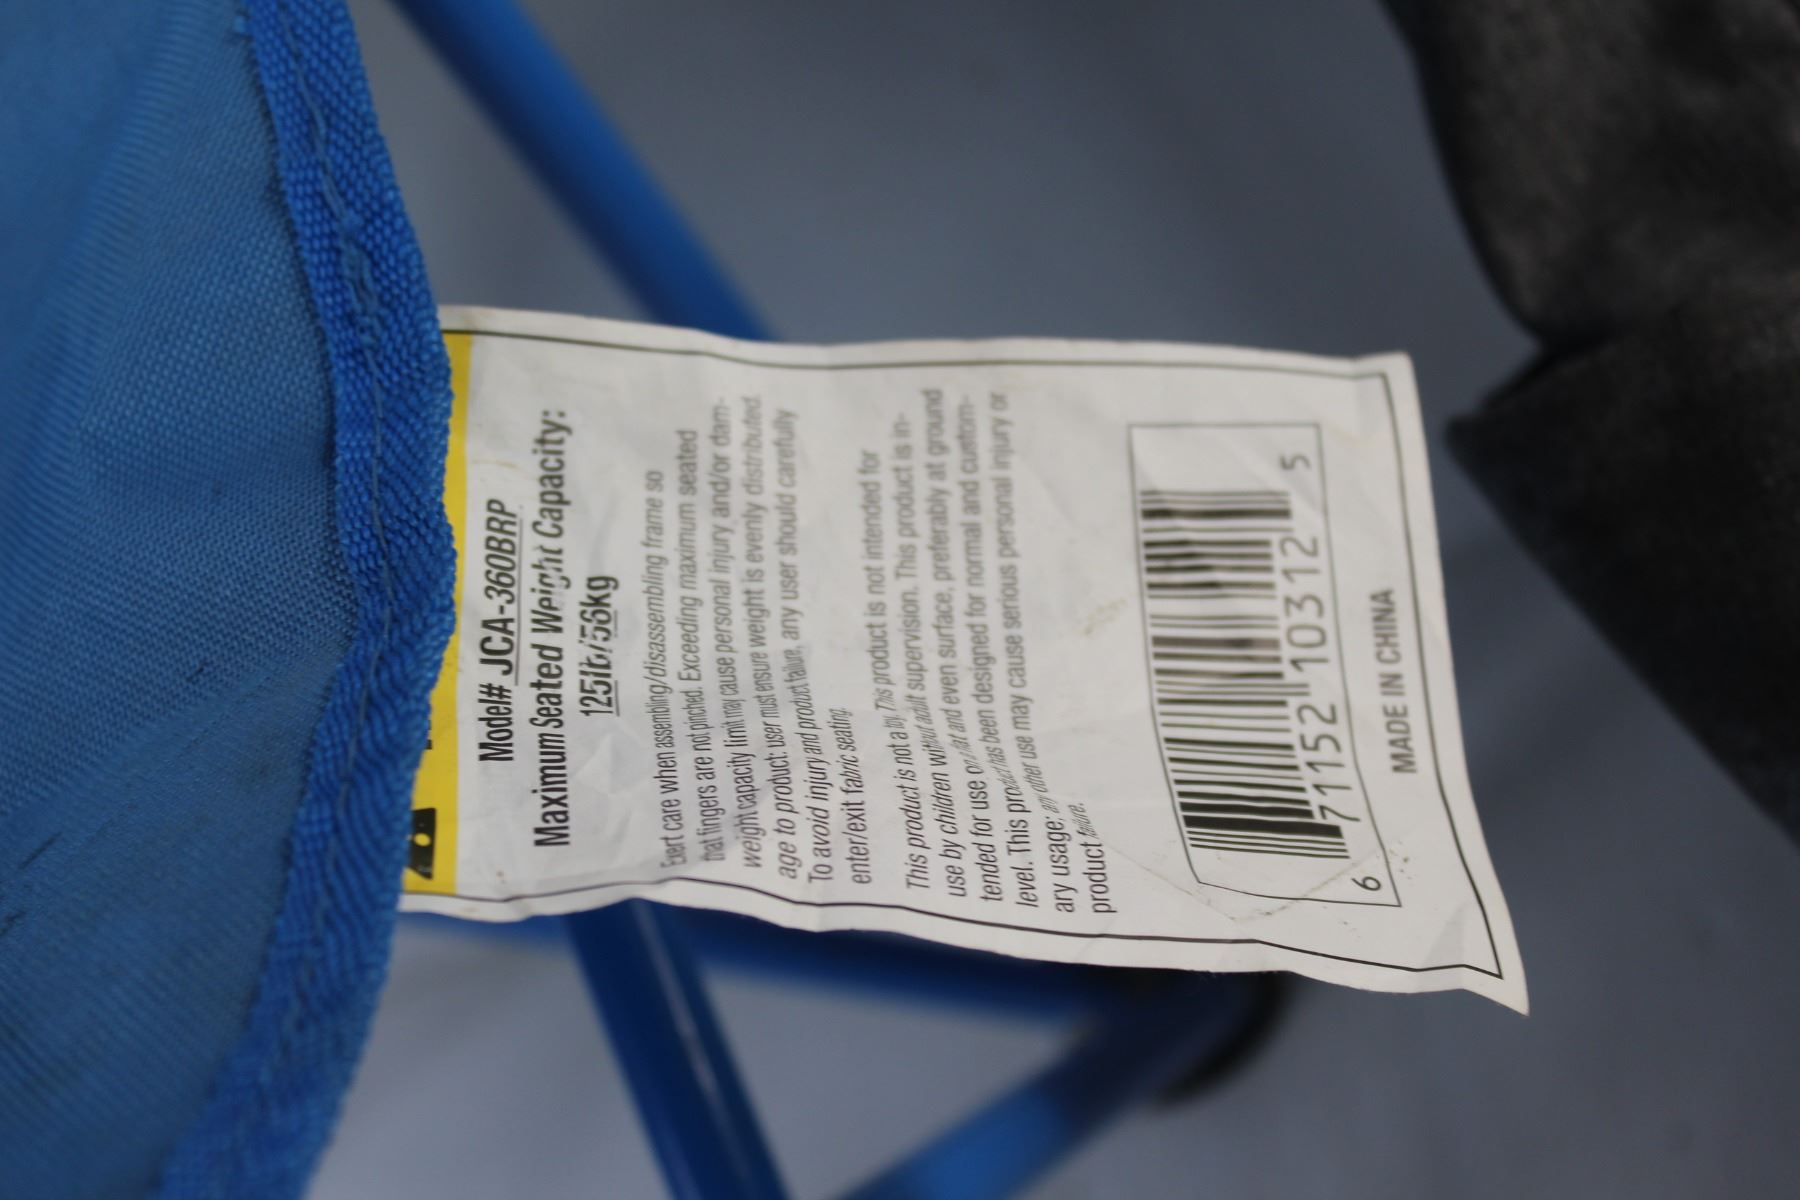 Model# JCA-360BRP
Maximum Seated Weight Capacity:
125lb/56kg
Exert care when assembling/disassembling frame so
that fingers are not pinched. Exceeding maximum seated
weight capacity limit may cause personal injury and/or dam-
age to product: user must ensure weight is evenly distributed.
To avoid injury and product failure, any user should carefully
enter/exit fabric seating.
This product is not a toy. This product is not intended for
use by children without adult supervision. This product is in-
tended for use on flat and even surface, preferably at ground
level. This product has been designed for normal and custom-
ary usage; any other use may cause serious personal injury or
product failure.
6 71152 10312 5
MADE IN CHINA